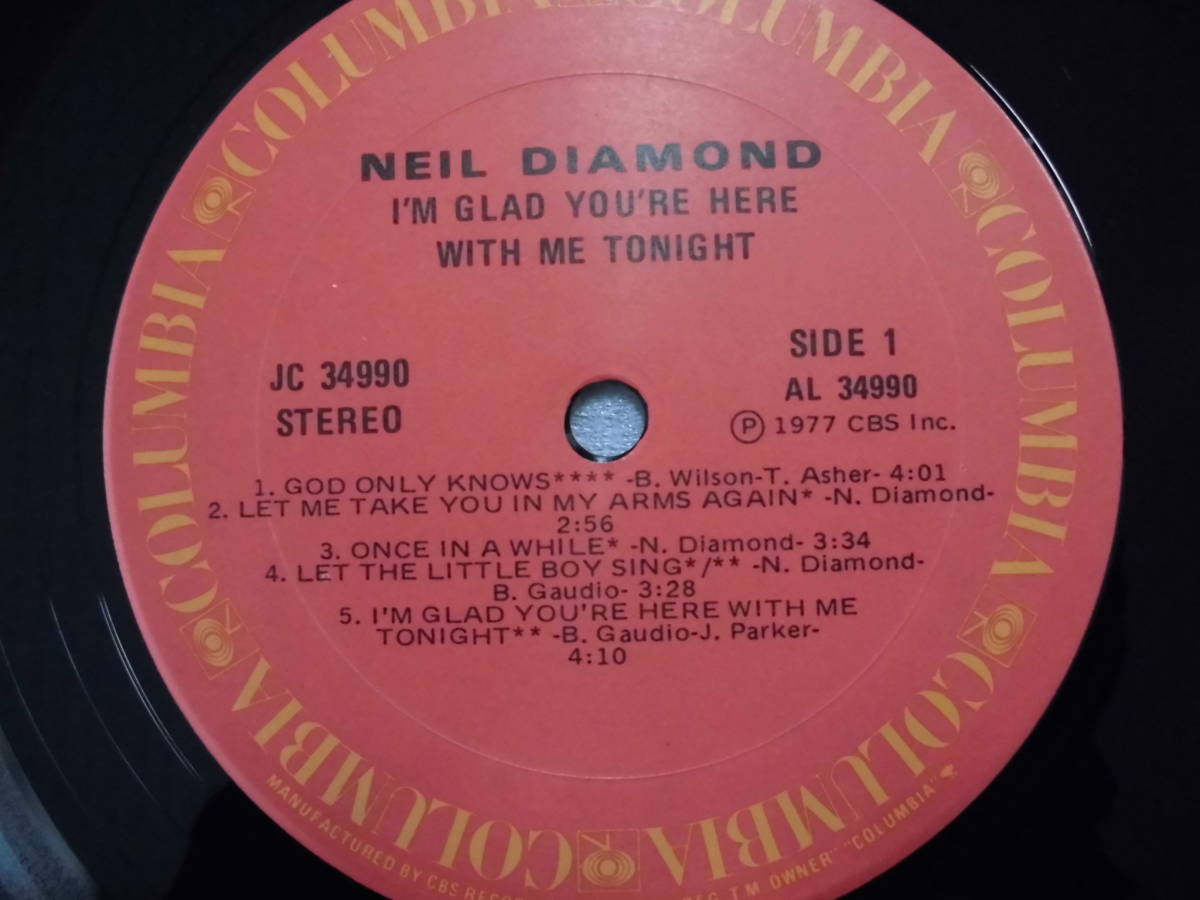 COLUMBIA COLUMBIA COLUMBIA COLUMBIA COLUMBIA COLUMBIA
NEIL DIAMOND
I'M GLAD YOU'RE HERE
WITH ME TONIGHT
JC 34990
STEREO
SIDE 1
AL 34990
Ⓟ 1977 CBS Inc.
1. GOD ONLY KNOWS**** -B. Wilson-T. Asher- 4:01
2. LET ME TAKE YOU IN MY ARMS AGAIN* -N. Diamond-
2:56
3. ONCE IN A WHILE* -N. Diamond- 3:34
4. LET THE LITTLE BOY SING*/** -N. Diamond-
B. Gaudio- 3:28
5. I'M GLAD YOU'RE HERE WITH ME
TONIGHT** -B. Gaudio-J. Parker-
4:10
MANUFACTURED BY CBS T M OWNER" "COLUMBIA"